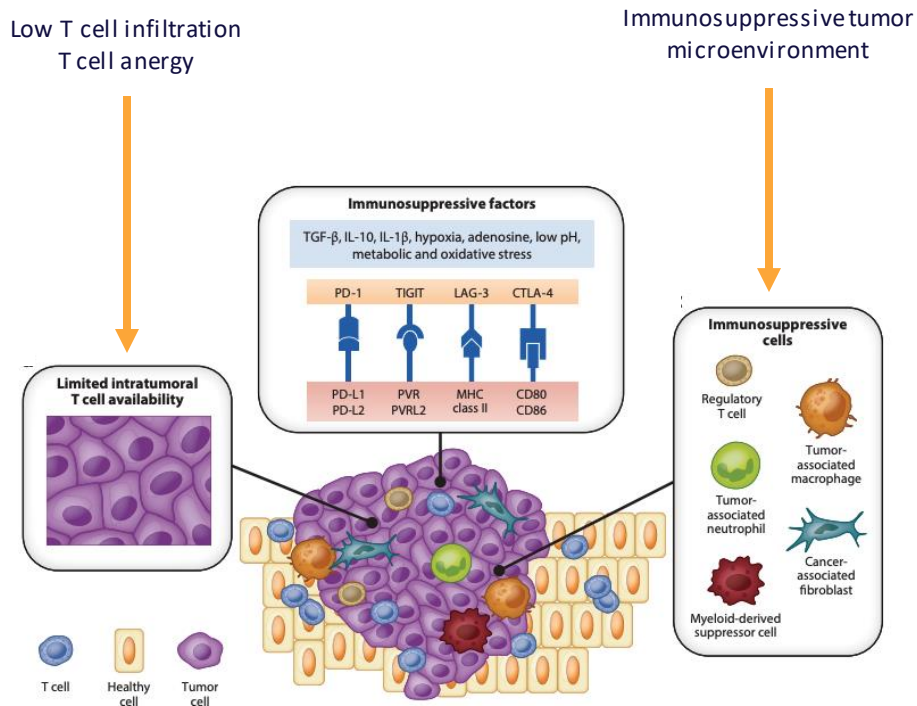 Low T cell infiltration
T cell anergy
Immunosuppressive tumor
microenvironment
Immunosuppressive factors
TGF-β, IL-10, IL-1β, hypoxia, adenosine, low pH,
metabolic and oxidative stress
PD-1 TIGIT LAG-3 CTLA-4
PD-L1 PVR MHC CD80
PD-L2 PVRL2 class II CD86
Limited intratumoral
T cell availability
Immunosuppressive
cells
Regulatory
T cell
Tumor-
associated
macrophage
Tumor-
associated
neutrophil
Cancer-
associated
fibroblast
Myeloid-derived
suppressor cell
T cell
Healthy
cell
Tumor
cell